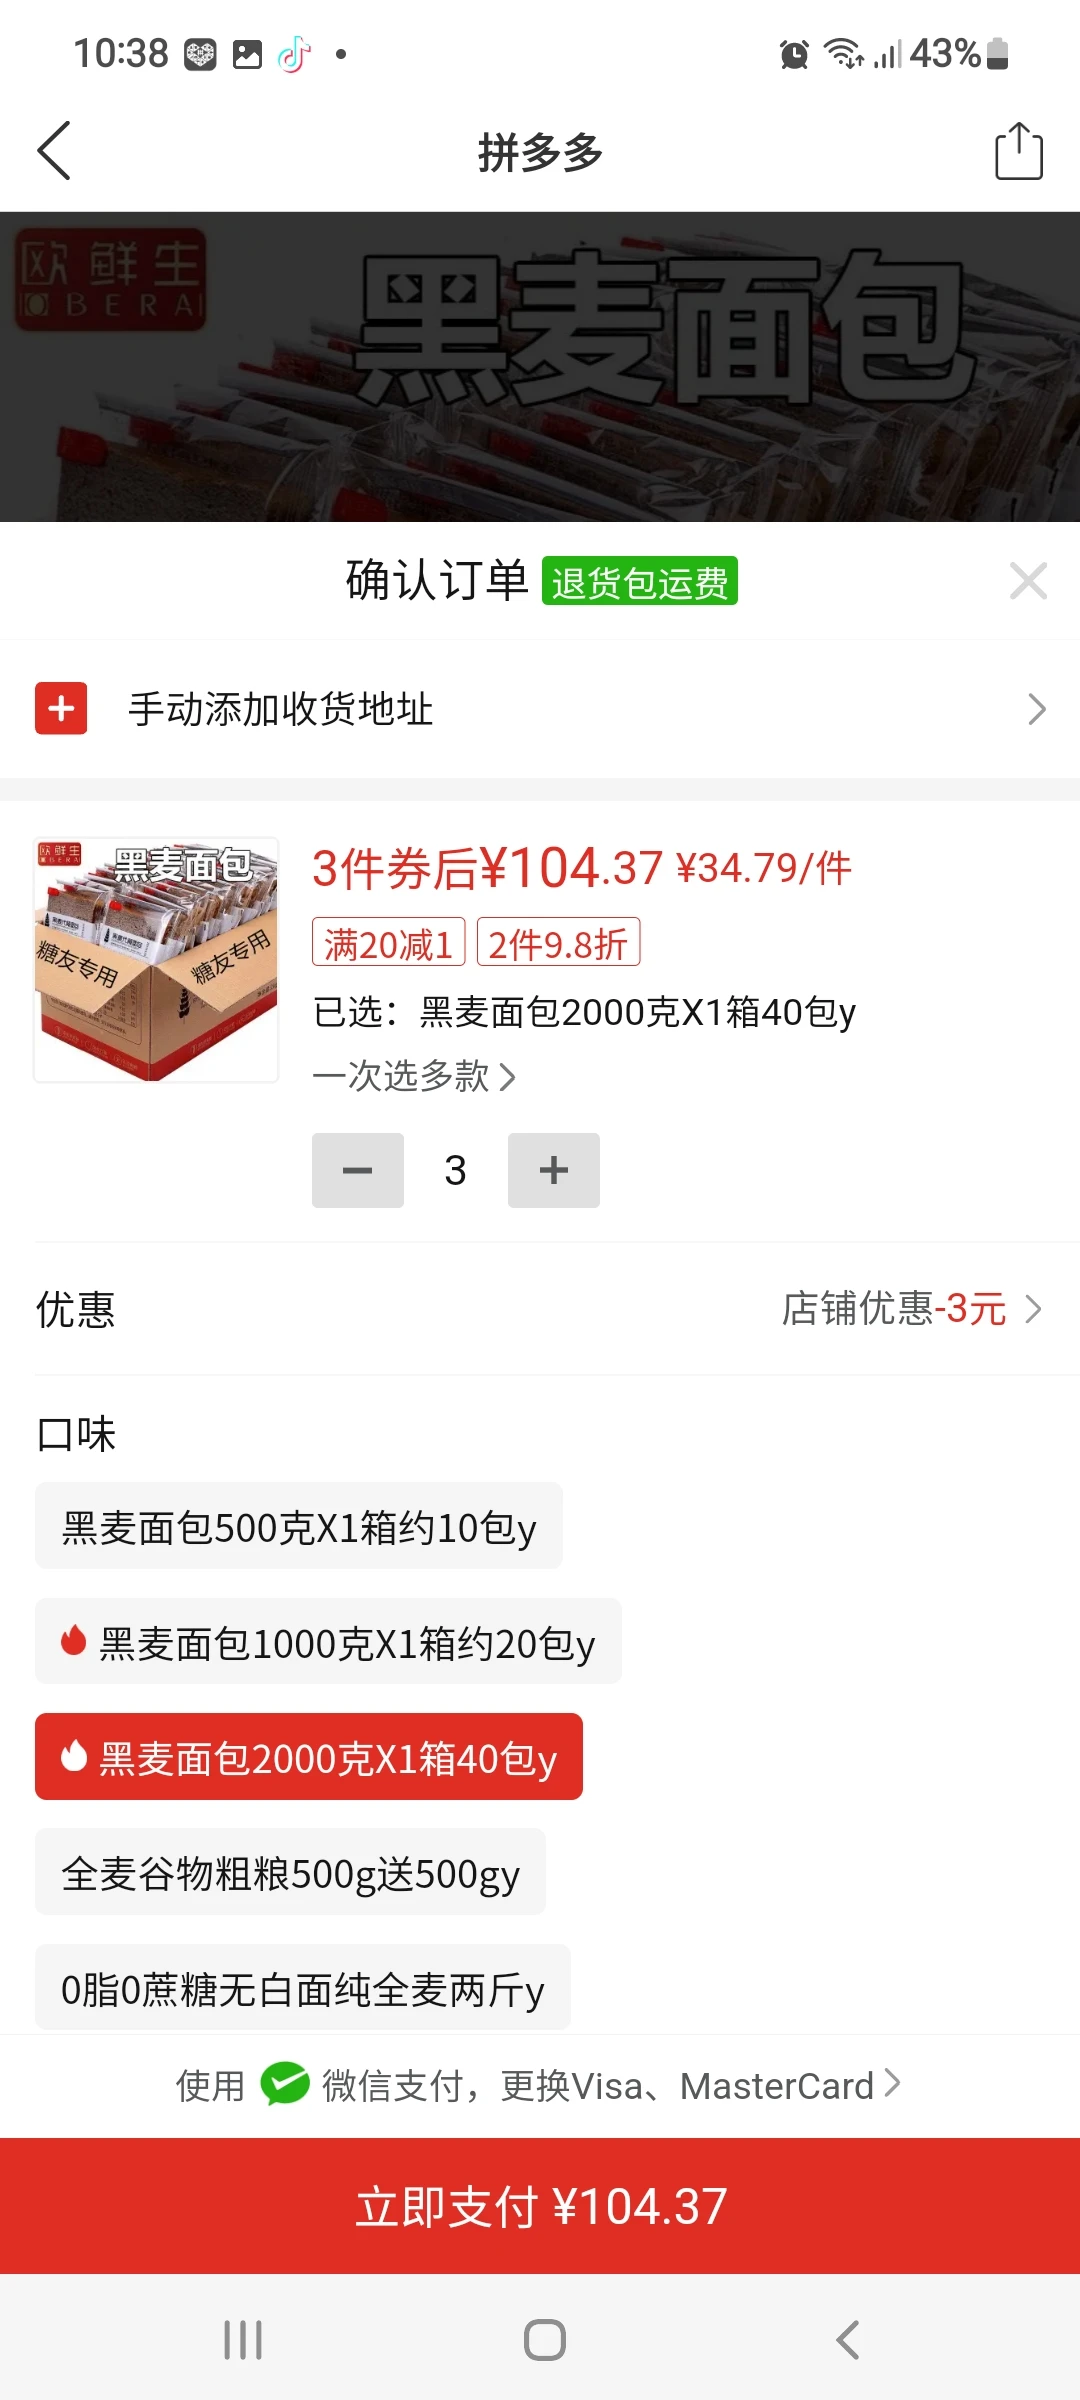 10:38
43%
拼多多
欧鲜生
OBERAI
黑麦面包
确认订单 退货包运费
手动添加收货地址
欧鲜生
黑麦面包
糖友专用 糖友专用
3件券后¥104.37 ¥34.79/件
满20减1 2件9.8折
已选：黑麦面包2000克X1箱40包y
一次选多款
3
优惠 店铺优惠-3元
口味
黑麦面包500克X1箱约10包y
黑麦面包1000克X1箱约20包y
黑麦面包2000克X1箱40包y
全麦谷物粗粮500g送500gy
0脂0蔗糖无白面纯全麦两斤y
使用 微信支付，更换Visa、MasterCard
立即支付 ¥104.37